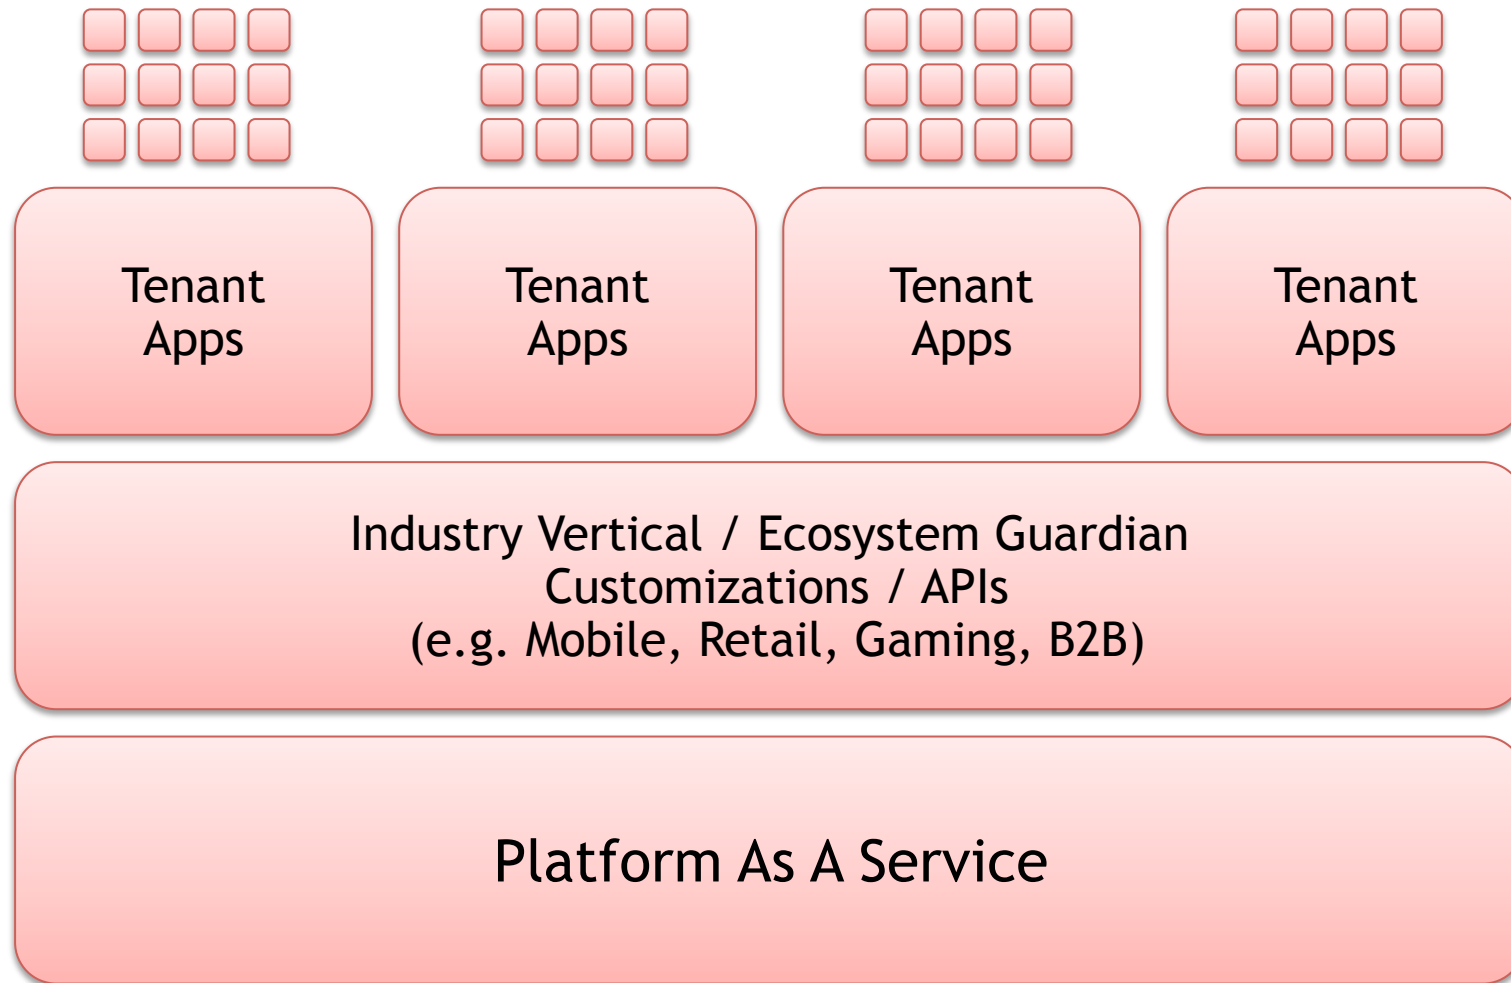 Tenant
Apps
Tenant
Apps
Tenant
Apps
Tenant
Apps
Industry Vertical / Ecosystem Guardian
Customizations / APIs
(e.g. Mobile, Retail, Gaming, B2B)
Platform As A Service